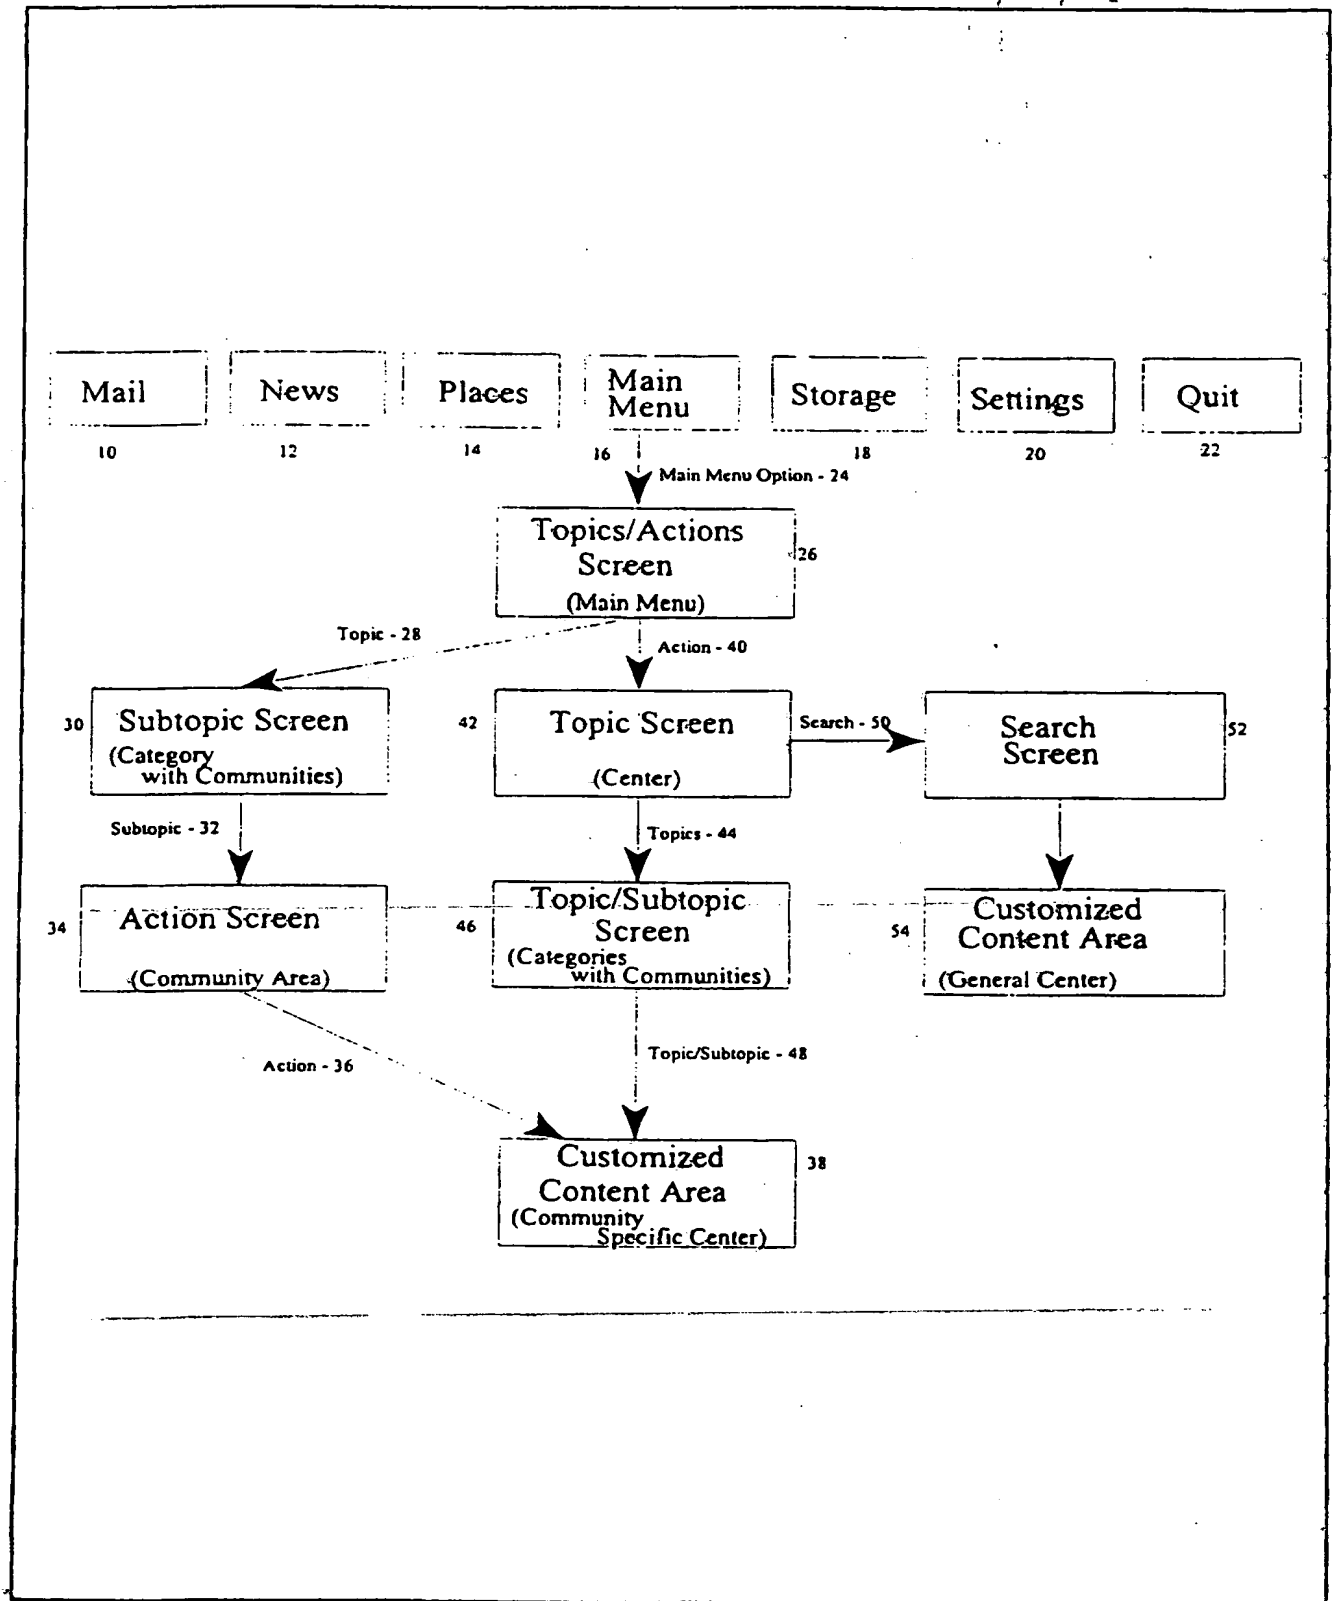 Mail
News
Places
Main
Menu
Storage
Settings
Quit
10
12
14
16
18
20
22
Main Menu Option - 24
Topics/Actions
Screen
(Main Menu)
26
Topic - 28
Action - 40
30
Subtopic Screen
(Category
with Communities)
42
Topic Screen
(Center)
Search - 50
Search
Screen
52
Subtopic - 32
Topics - 44
34
Action Screen
(Community Area)
46
Topic/Subtopic
Screen
(Categories
with Communities)
54
Customized
Content Area
(General Center)
Action - 36
Topic/Subtopic - 48
Customized
Content Area
(Community
Specific Center)
38